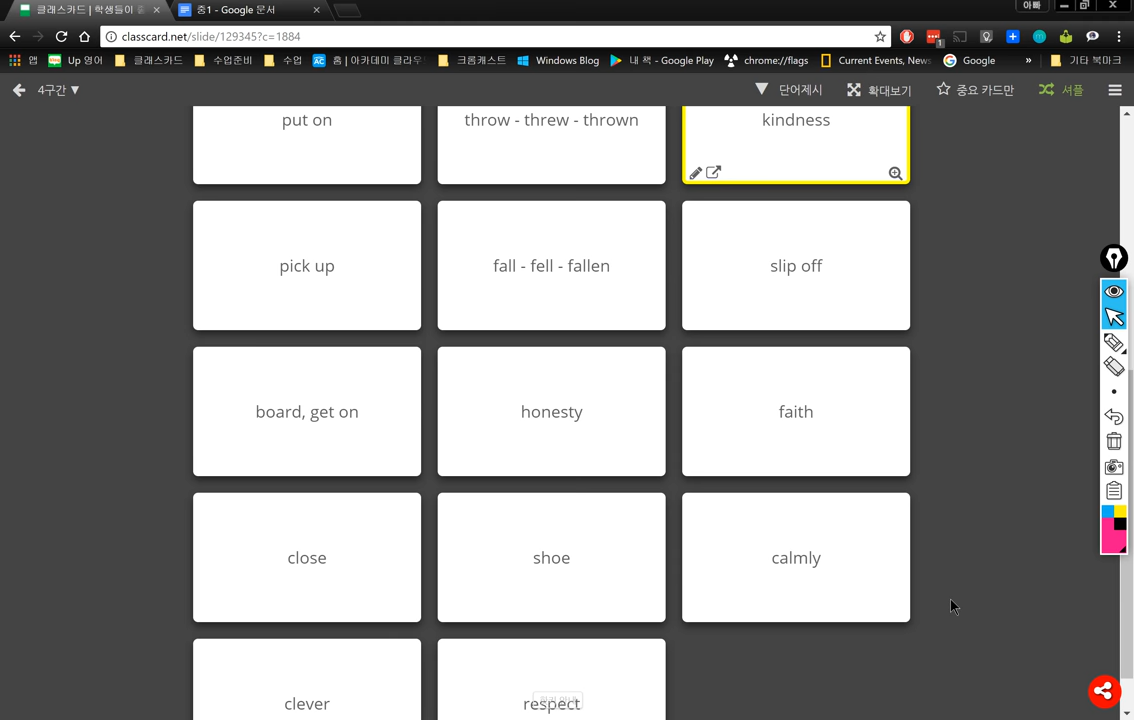 클래스카드 | 학생들이
중1 - Google 문서
아빠
classcard.net/slide/129345?c=1884
1
앱
Up 영어
클래스카드
수업준비
수업
AC
홈 | 아카데미 클라우
크롬캐스트
Windows Blog
내 책 - Google Play
chrome://flags
Current Events, News
Google
»
기타 북마크
4구간 ▼
단어제시
확대보기
중요 카드만
셔플
put on
throw - threw - thrown
kindness
pick up
fall - fell - fallen
slip off
board, get on
honesty
faith
close
shoe
calmly
clever
respect